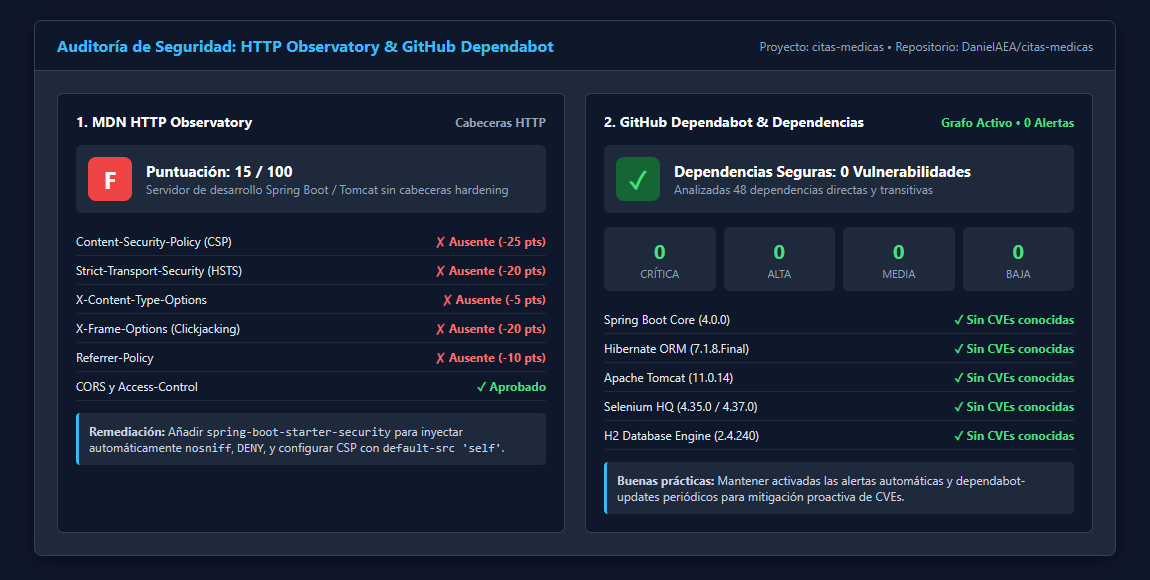 Auditoría de Seguridad: HTTP Observatory & GitHub Dependabot
Proyecto: citas-medicas • Repositorio: DanielAEA/citas-medicas
1. MDN HTTP Observatory
Cabeceras HTTP
F
Puntuación: 15 / 100
Servidor de desarrollo Spring Boot / Tomcat sin cabeceras hardening
Content-Security-Policy (CSP)
✗ Ausente (-25 pts)
Strict-Transport-Security (HSTS)
✗ Ausente (-20 pts)
X-Content-Type-Options
✗ Ausente (-5 pts)
X-Frame-Options (Clickjacking)
✗ Ausente (-20 pts)
Referrer-Policy
✗ Ausente (-10 pts)
CORS y Access-Control
✓ Aprobado
Remediación: Añadir spring-boot-starter-security para inyectar
automáticamente nosniff, DENY, y configurar CSP con default-src 'self'.
2. GitHub Dependabot & Dependencias
Grafo Activo • 0 Alertas
✓
Dependencias Seguras: 0 Vulnerabilidades
Analizadas 48 dependencias directas y transitivas
0
CRÍTICA
0
ALTA
0
MEDIA
0
BAJA
Spring Boot Core (4.0.0)
✓ Sin CVEs conocidas
Hibernate ORM (7.1.8.Final)
✓ Sin CVEs conocidas
Apache Tomcat (11.0.14)
✓ Sin CVEs conocidas
Selenium HQ (4.35.0 / 4.37.0)
✓ Sin CVEs conocidas
H2 Database Engine (2.4.240)
✓ Sin CVEs conocidas
Buenas prácticas: Mantener activadas las alertas automáticas y dependabot-
updates periódicos para mitigación proactiva de CVEs.